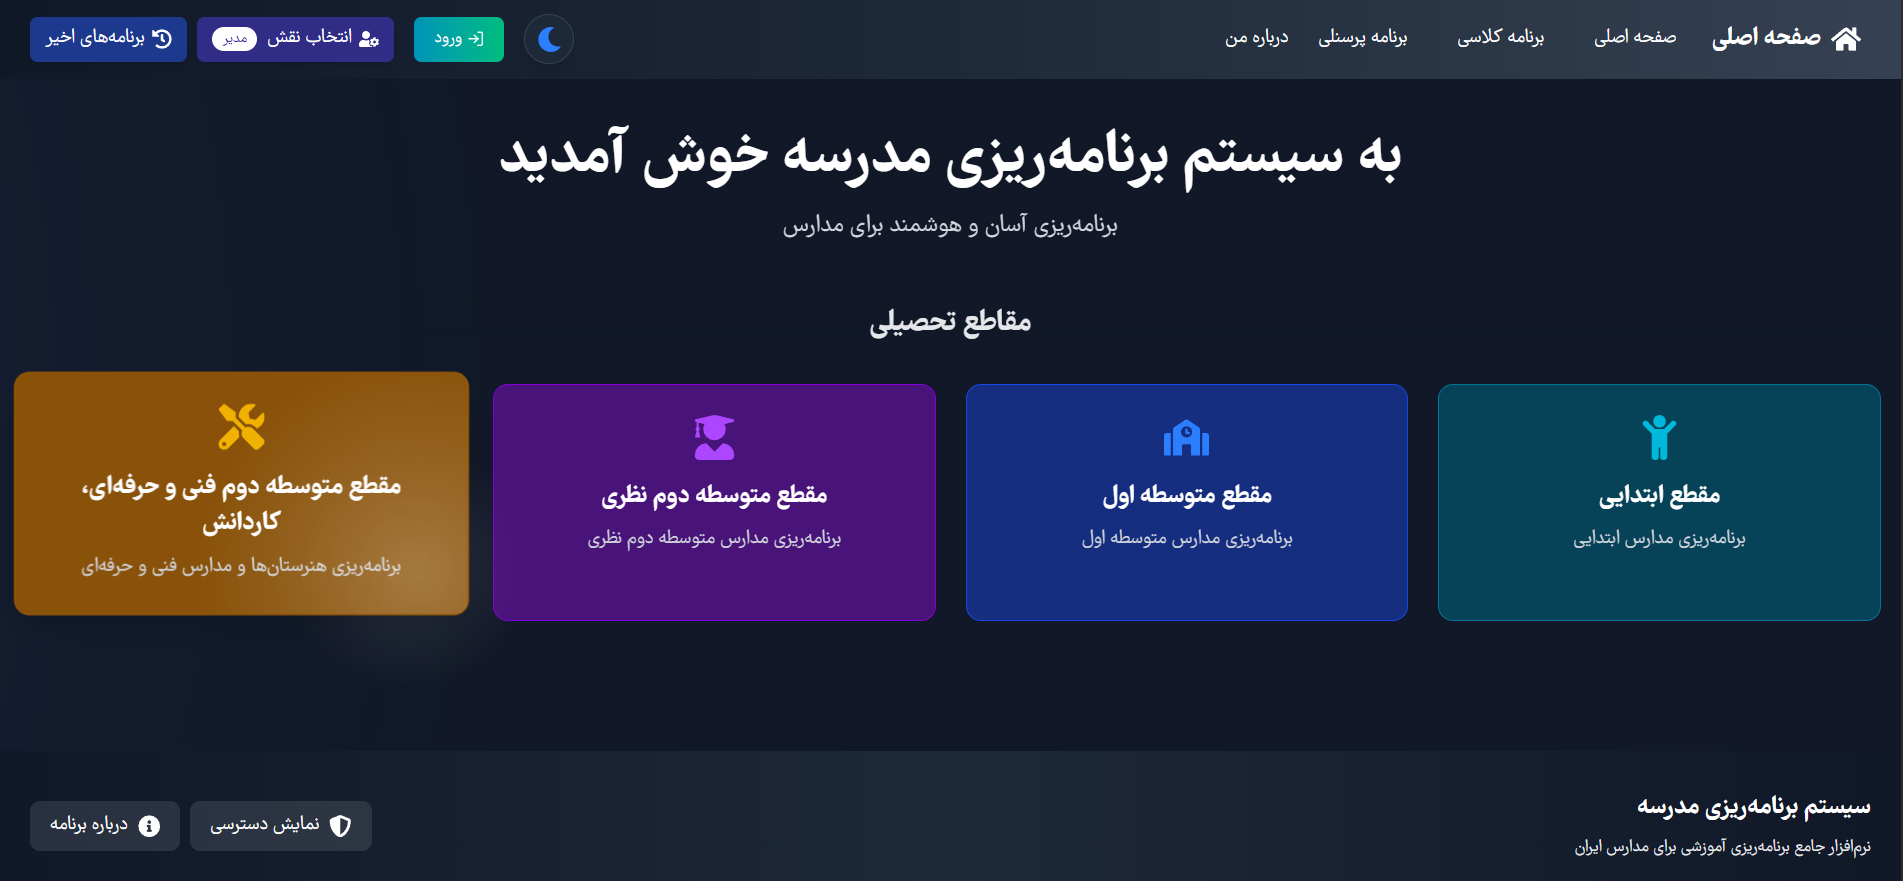 صفحه اصلی
صفحه اصلی
برنامه کلاسی
برنامه پرسنلی
درباره من
ورود
انتخاب نقش
مدیر
برنامه‌های اخیر
به سیستم برنامه‌ریزی مدرسه خوش آمدید
برنامه‌ریزی آسان و هوشمند برای مدارس
مقاطع تحصیلی
مقطع ابتدایی
برنامه‌ریزی مدارس ابتدایی
مقطع متوسطه اول
برنامه‌ریزی مدارس متوسطه اول
مقطع متوسطه دوم نظری
برنامه‌ریزی مدارس متوسطه دوم نظری
مقطع متوسطه دوم فنی و حرفه‌ای،
کاردانش
برنامه‌ریزی هنرستان‌ها و مدارس فنی و حرفه‌ای
سیستم برنامه‌ریزی مدرسه
نرم‌افزار جامع برنامه‌ریزی آموزشی برای مدارس ایران
نمایش دسترسی
درباره برنامه